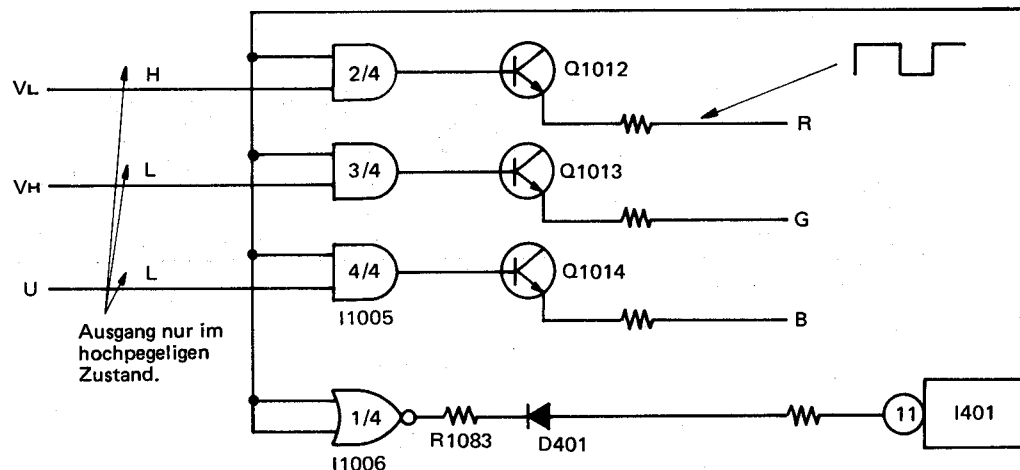 VL
H
2/4
Q1012
R
VH
L
3/4
Q1013
G
U
L
4/4
I1005
Q1014
B
Ausgang nur im
hochpegeligen
Zustand.
1/4
I1006
R1083
D401
11
I401